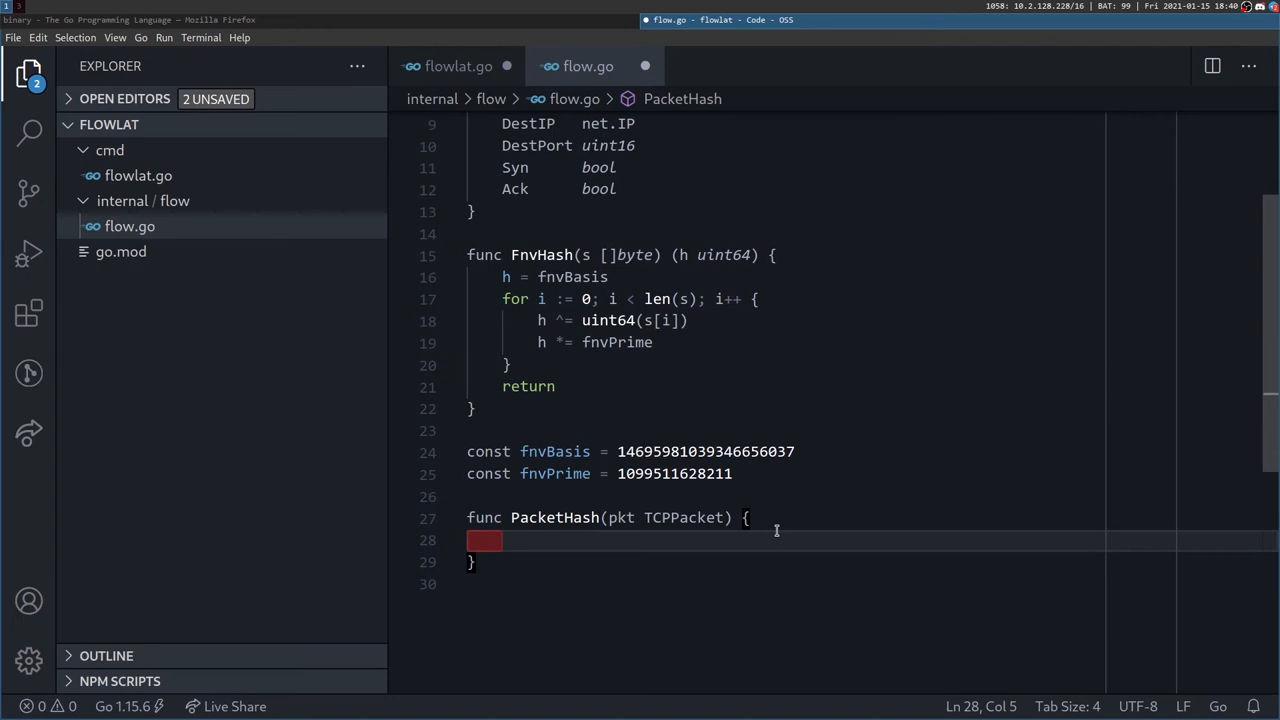 1 3 1058: 10.2.128.228/16 | BAT: 99 | Fri 2021-01-15 18:40
binary - The Go Programming Language — Mozilla Firefox
flow.go - flowlat - Code - OSS
File Edit Selection View Go Run Terminal Help
EXPLORER
flowlat.go
flow.go
OPEN EDITORS 2 UNSAVED
internal > flow > flow.go > PacketHash
2
FLOWLAT
cmd
flowlat.go
internal / flow
flow.go
go.mod
9 DestIP net.IP
10 DestPort uint16
11 Syn bool
12 Ack bool
13 }
14
15 func FnvHash(s []byte) (h uint64) {
16 h = fnvBasis
17 for i := 0; i < len(s); i++ {
18 h ^= uint64(s[i])
19 h *= fnvPrime
20 }
21 return
22 }
23
24 const fnvBasis = 14695981039346656037
25 const fnvPrime = 1099511628211
26
27 func PacketHash(pkt TCPPacket) {
28
29 }
30
OUTLINE
NPM SCRIPTS
0 0 Go 1.15.6 Live Share Ln 28, Col 5 Tab Size: 4 UTF-8 LF Go